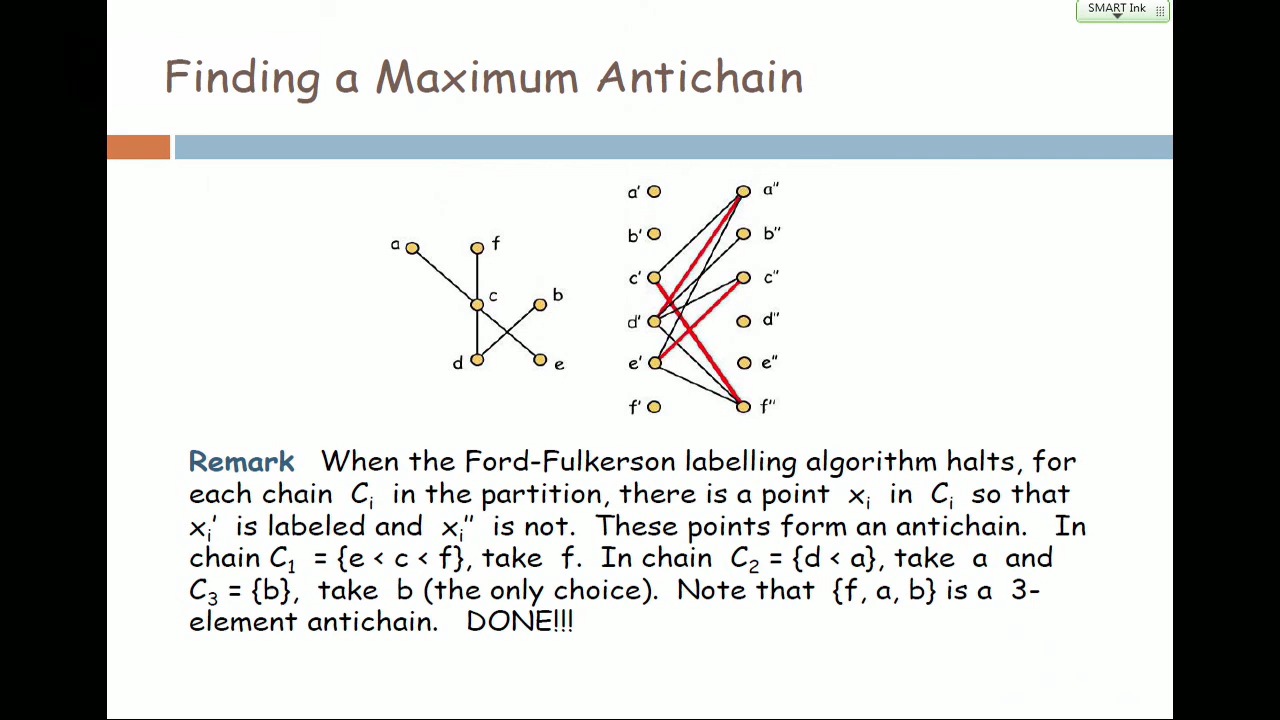 SMART Ink
Finding a Maximum Antichain
a' a"
b' b"
c' c"
d' d"
e' e"
f' f"
a f
c b
d e
Remark When the Ford-Fulkerson labelling algorithm halts, for
each chain Cᵢ in the partition, there is a point xᵢ in Cᵢ so that
xᵢ' is labeled and xᵢ" is not. These points form an antichain. In
chain C₁ = {e < c < f}, take f. In chain C₂ = {d < a}, take a and
C₃ = {b}, take b (the only choice). Note that {f, a, b} is a 3-
element antichain. DONE!!!